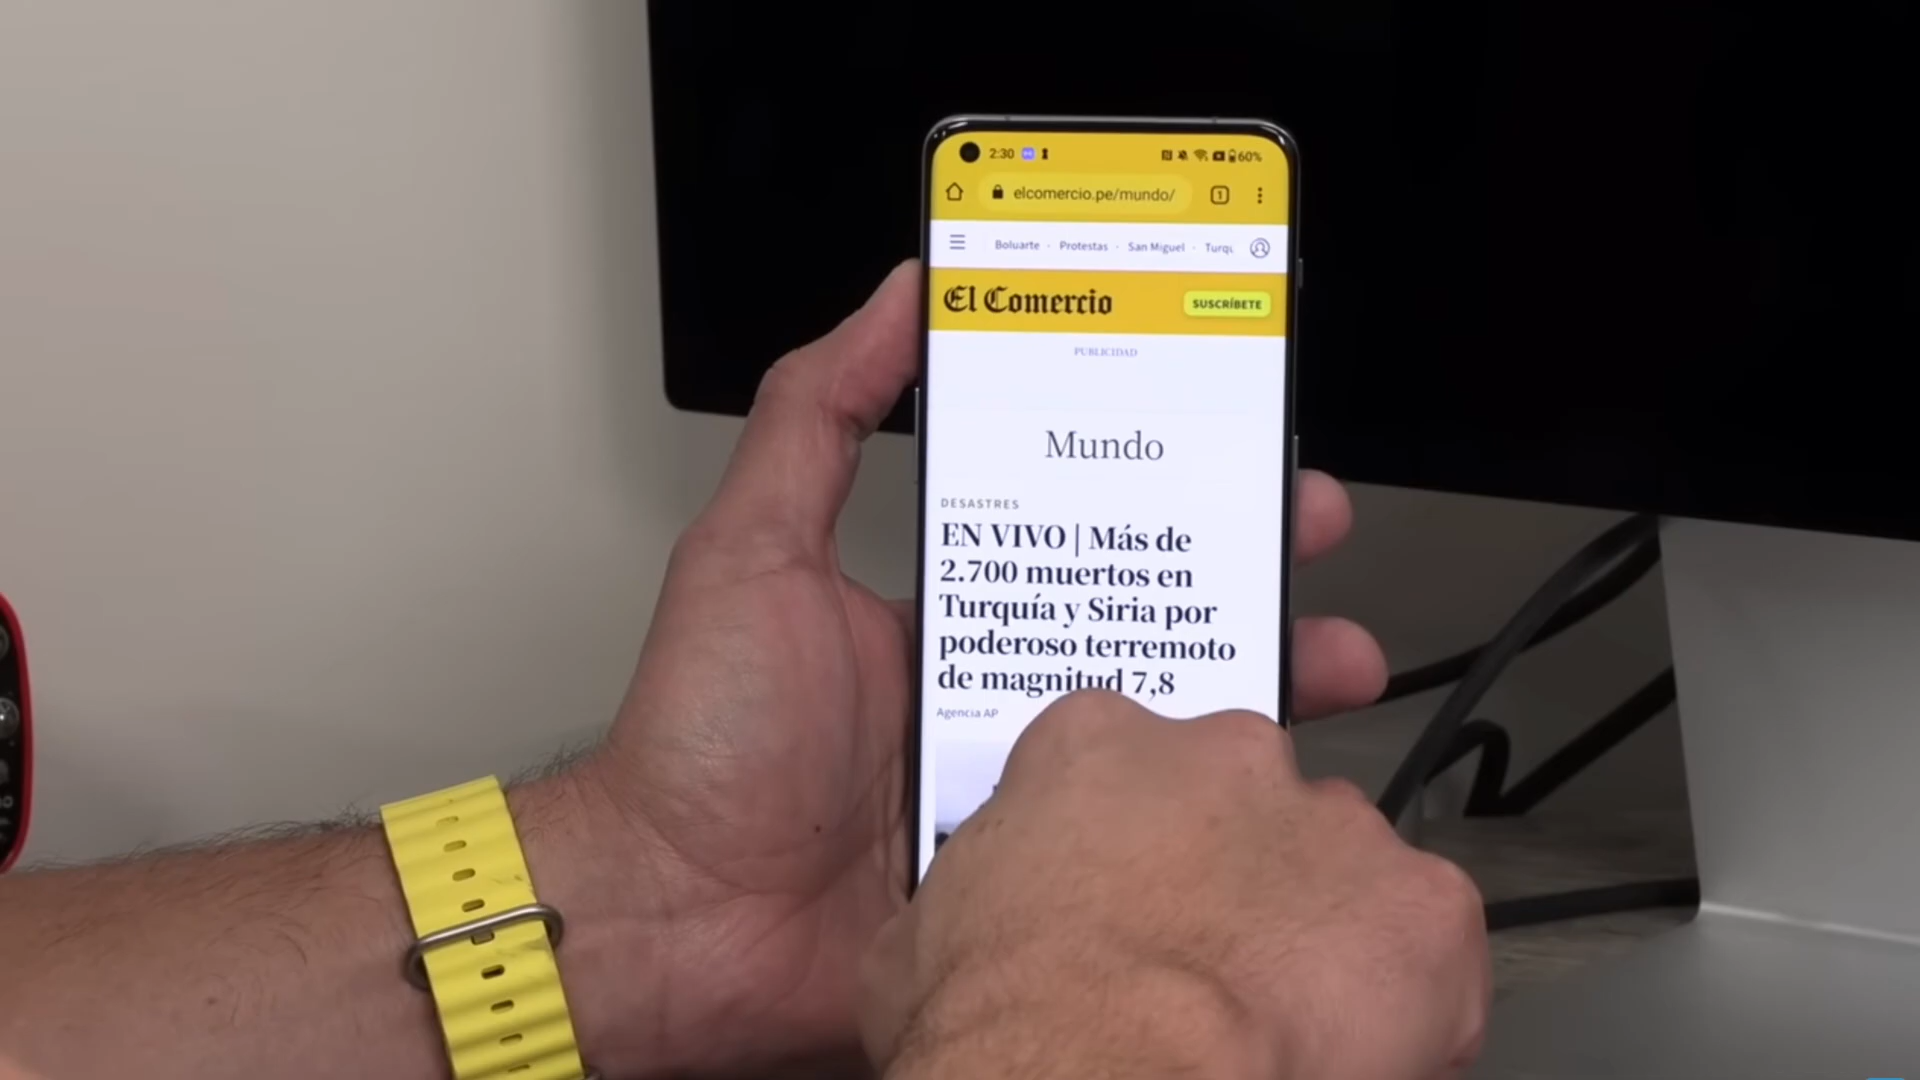 2:30 60%
elcomercio.pe/mundo/ 1
Boluarte · Protestas · San Miguel · Turqu
El Comercio SUSCRÍBETE
PUBLICIDAD
Mundo
DESASTRES
EN VIVO | Más de
2.700 muertos en
Turquía y Siria por
poderoso terremoto
de magnitud 7,8
Agencia AP